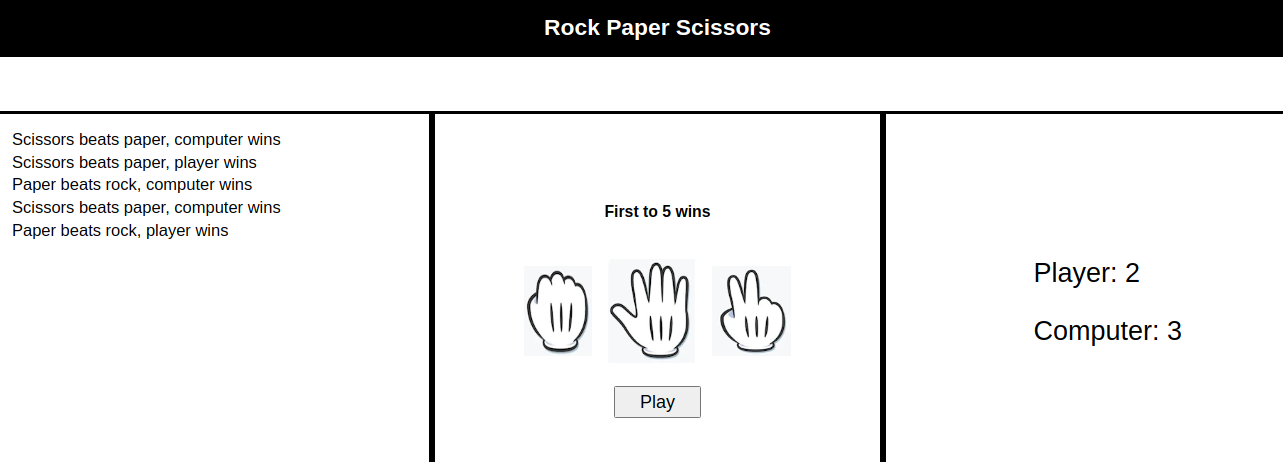 Rock Paper Scissors
Scissors beats paper, computer wins
Scissors beats paper, player wins
Paper beats rock, computer wins
Scissors beats paper, computer wins
Paper beats rock, player wins
First to 5 wins
Play
Player: 2
Computer: 3